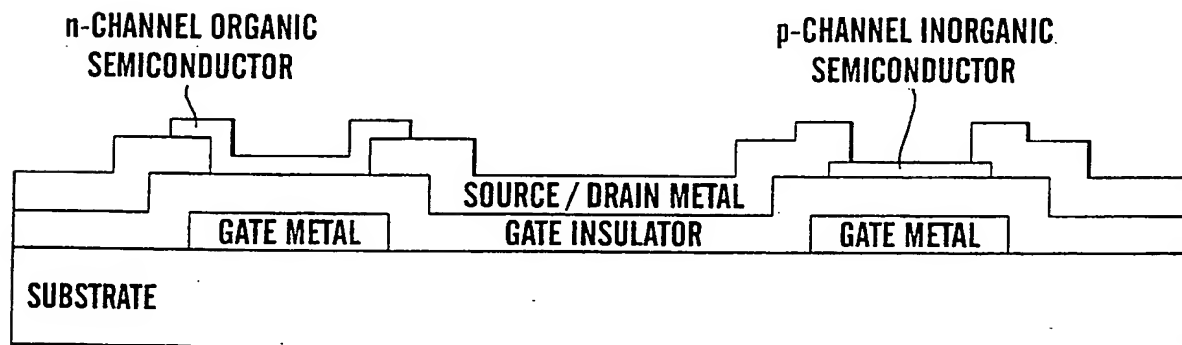 n-CHANNEL ORGANIC
SEMICONDUCTOR
p-CHANNEL INORGANIC
SEMICONDUCTOR
SOURCE / DRAIN METAL
GATE METAL
GATE INSULATOR
GATE METAL
SUBSTRATE